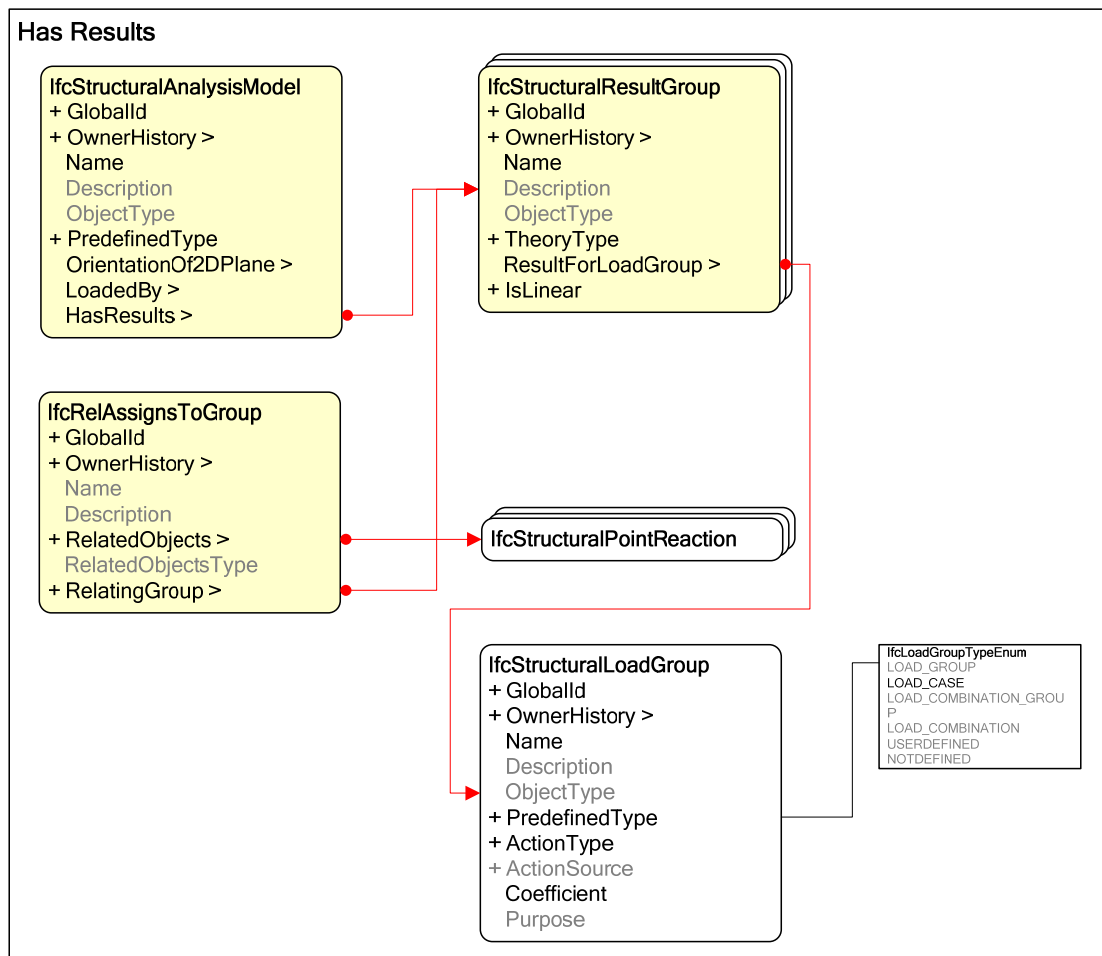 Has Results
IfcStructuralAnalysisModel
+ GlobalId
+ OwnerHistory >
Name
Description
ObjectType
+ PredefinedType
OrientationOf2DPlane >
LoadedBy >
HasResults >
IfcStructuralResultGroup
+ GlobalId
+ OwnerHistory >
Name
Description
ObjectType
+ TheoryType
ResultForLoadGroup >
+ IsLinear
IfcRelAssignsToGroup
+ GlobalId
+ OwnerHistory >
Name
Description
+ RelatedObjects >
RelatedObjectsType
+ RelatingGroup >
IfcStructuralPointReaction
IfcStructuralLoadGroup
+ GlobalId
+ OwnerHistory >
Name
Description
ObjectType
+ PredefinedType
+ ActionType
+ ActionSource
Coefficient
Purpose
IfcLoadGroupTypeEnum
LOAD_GROUP
LOAD_CASE
LOAD_COMBINATION_GROU
P
LOAD_COMBINATION
USERDEFINED
NOTDEFINED